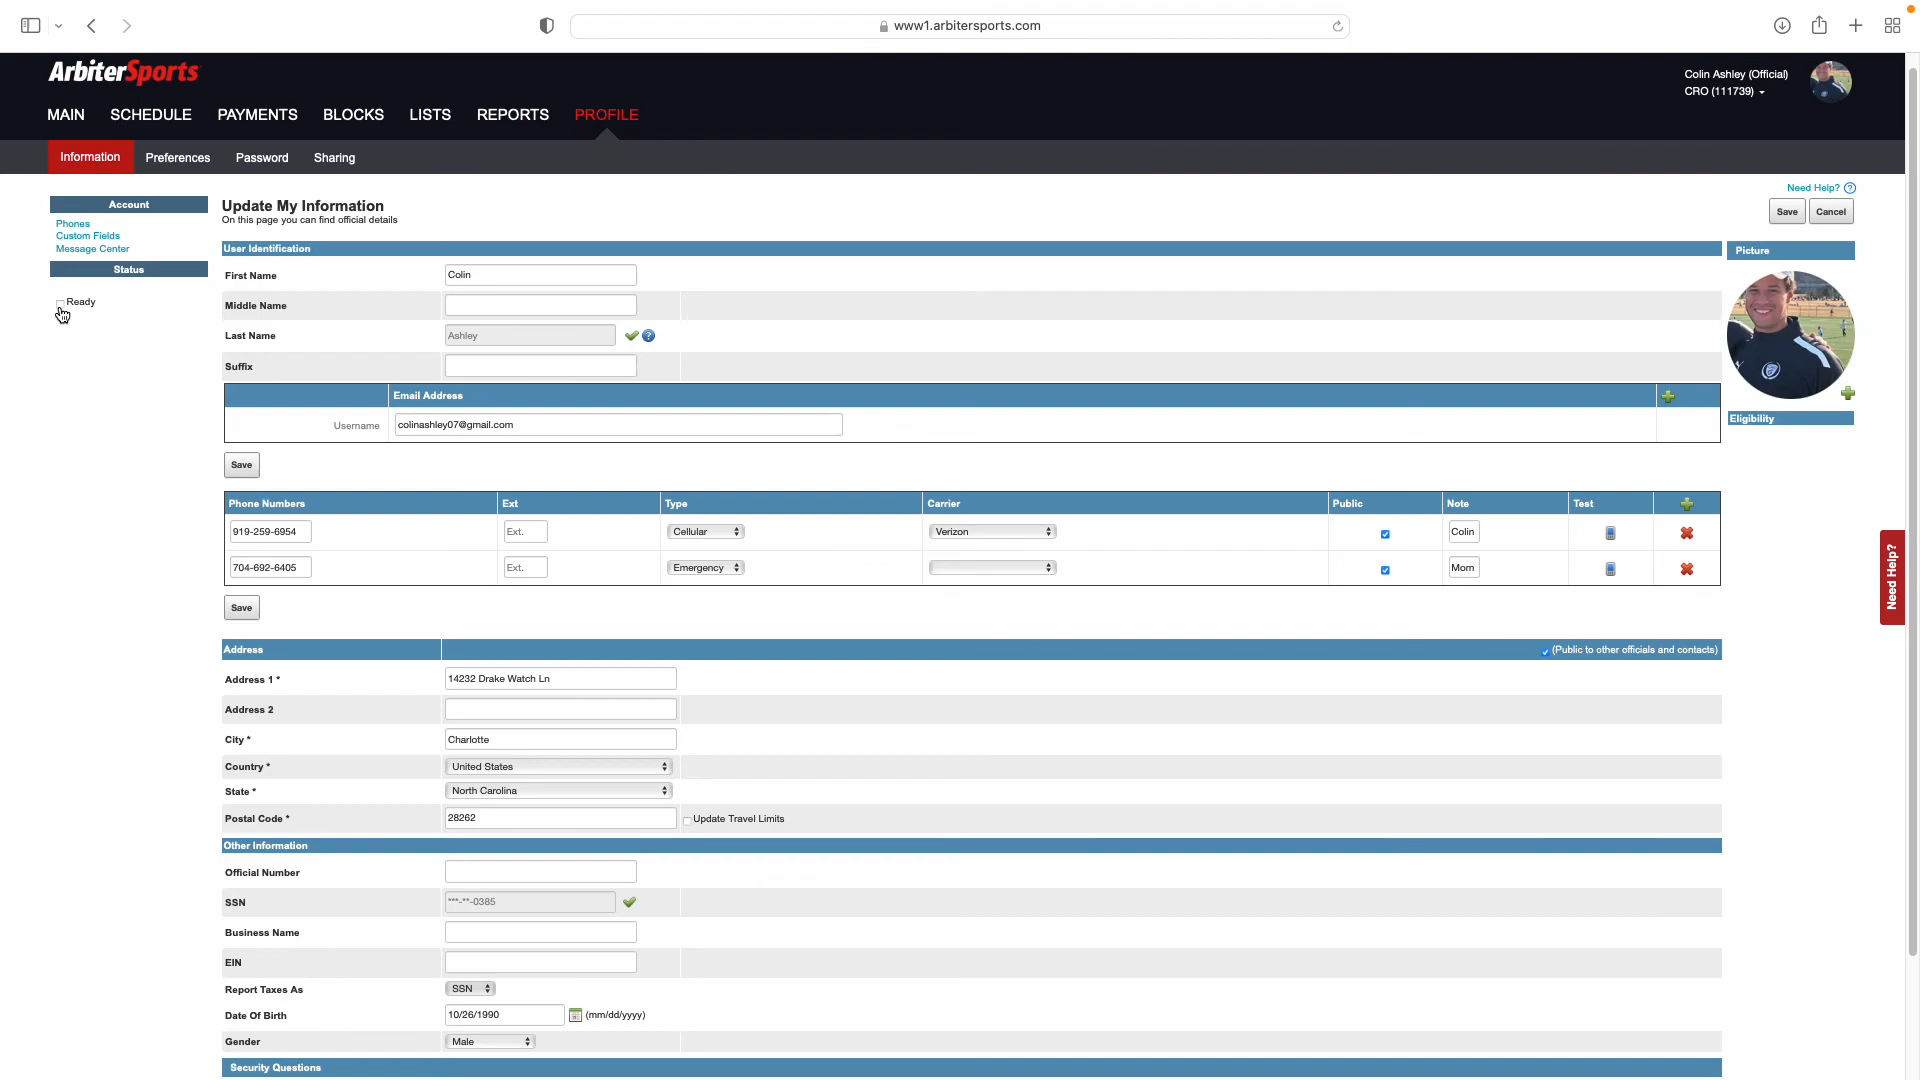 www1.arbitersports.com
ArbiterSports
Colin Ashley (Official)
CRO (111739)
MAIN SCHEDULE PAYMENTS BLOCKS LISTS REPORTS PROFILE
Information Preferences Password Sharing
Need Help?
Save Cancel
Account
Phones
Custom Fields
Message Center
Status
Ready
Update My Information
On this page you can find official details
User Identification
Picture
First Name Colin
Middle Name
Last Name Ashley
Suffix
Email Address
Username colinashley07@gmail.com
Eligibility
Save
Phone Numbers Ext Type Carrier Public Note Test
919-259-6954 Ext. Cellular Verizon Colin
704-692-6405 Ext. Emergency Mom
Save
Need Help?
Address (Public to other officials and contacts)
Address 1 * 14232 Drake Watch Ln
Address 2
City * Charlotte
Country * United States
State * North Carolina
Postal Code * 28262 Update Travel Limits
Other Information
Official Number
SSN ***-**-0385
Business Name
EIN
Report Taxes As SSN
Date Of Birth 10/26/1990 (mm/dd/yyyy)
Gender Male
Security Questions